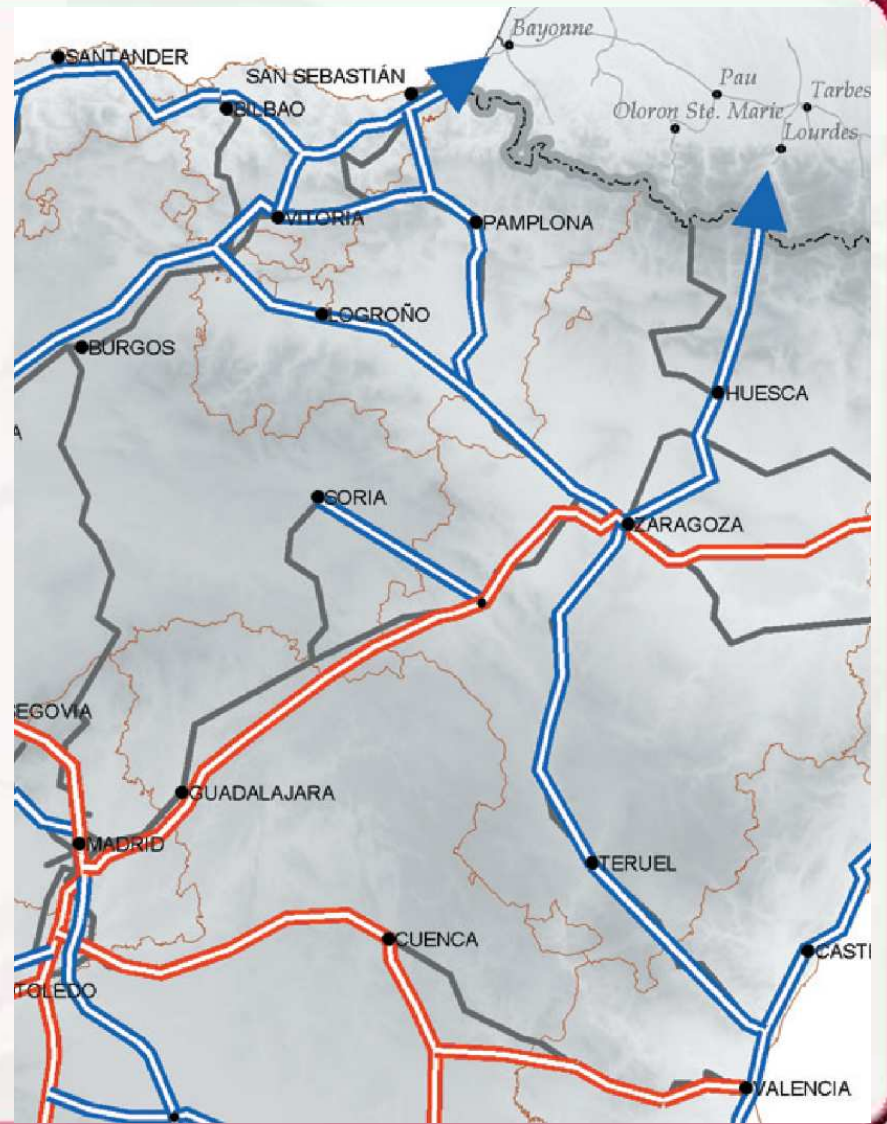 Bayonne
SANTANDER
SAN SEBASTIÁN
Pau
Tarbes
BILBAO
Oloron Ste. Marie
Lourdes
VITORIA
PAMPLONA
LOGROÑO
BURGOS
HUESCA
A
SORIA
ZARAGOZA
EGOVIA
GUADALAJARA
MADRID
TERUEL
CUENCA
CASTE
TOLEDO
VALENCIA